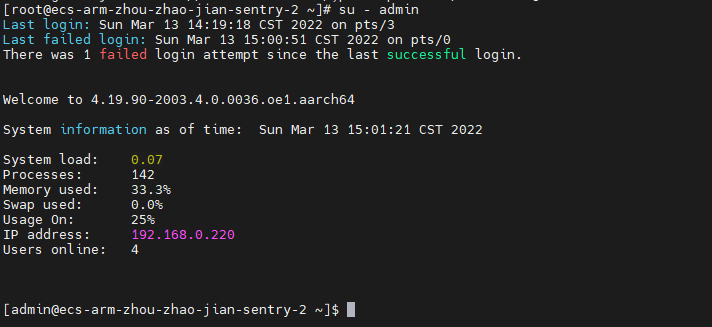 [root@ecs-arm-zhou-zhao-jian-sentry-2 ~]# su - admin
Last login: Sun Mar 13 14:19:18 CST 2022 on pts/3
Last failed login: Sun Mar 13 15:00:51 CST 2022 on pts/0
There was 1 failed login attempt since the last successful login.
Welcome to 4.19.90-2003.4.0.0036.oe1.aarch64
System information as of time:  Sun Mar 13 15:01:21 CST 2022
System load:    0.07
Processes:      142
Memory used:    33.3%
Swap used:      0.0%
Usage On:       25%
IP address:     192.168.0.220
Users online:   4
[admin@ecs-arm-zhou-zhao-jian-sentry-2 ~]$